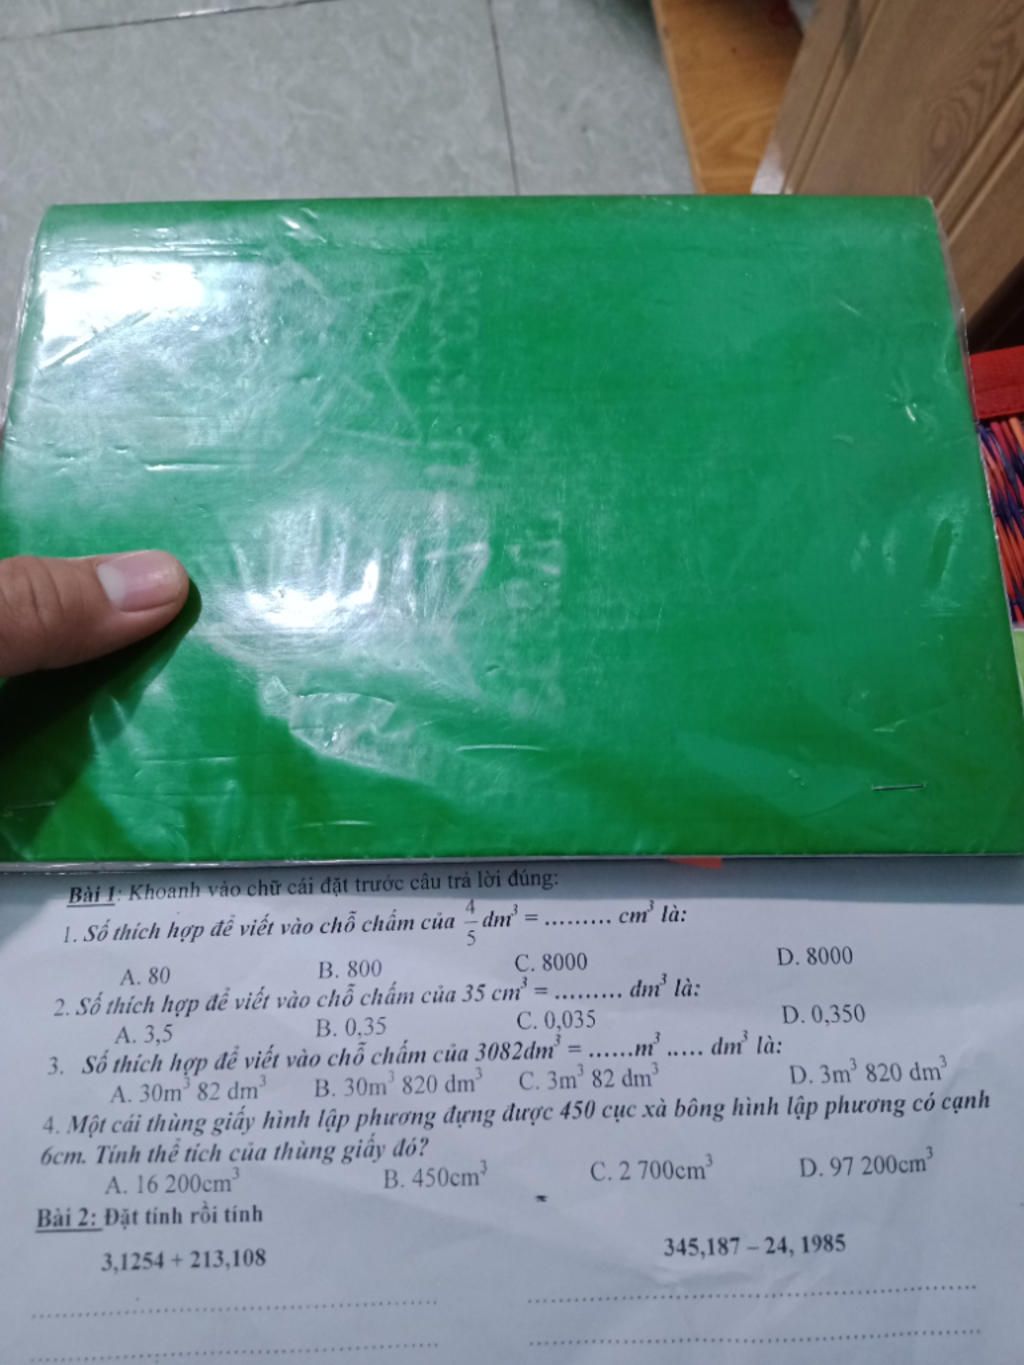 Bài 1: Khoanh vào chữ cái đặt trước câu trả lời đúng:
1. Số thích hợp để viết vào chỗ chấm của 4/5 dm³ = ......... cm³ là:
A. 80 B. 800 C. 8000 D. 8000
2. Số thích hợp để viết vào chỗ chấm của 35 cm³ = ......... dm³ là:
A. 3,5 B. 0,35 C. 0,035 D. 0,350
3. Số thích hợp để viết vào chỗ chấm của 3082dm³ = ......m³ ..... dm³ là:
A. 30m³ 82 dm³ B. 30m³ 820 dm³ C. 3m³ 82 dm³ D. 3m³ 820 dm³
4. Một cái thùng giấy hình lập phương đựng được 450 cục xà bông hình lập phương có cạnh
6cm. Tính thể tích của thùng giấy đó?
A. 16 200cm³ B. 450cm³ C. 2 700cm³ D. 97 200cm³
Bài 2: Đặt tính rồi tính
3,1254 + 213,108 345,187 – 24, 1985